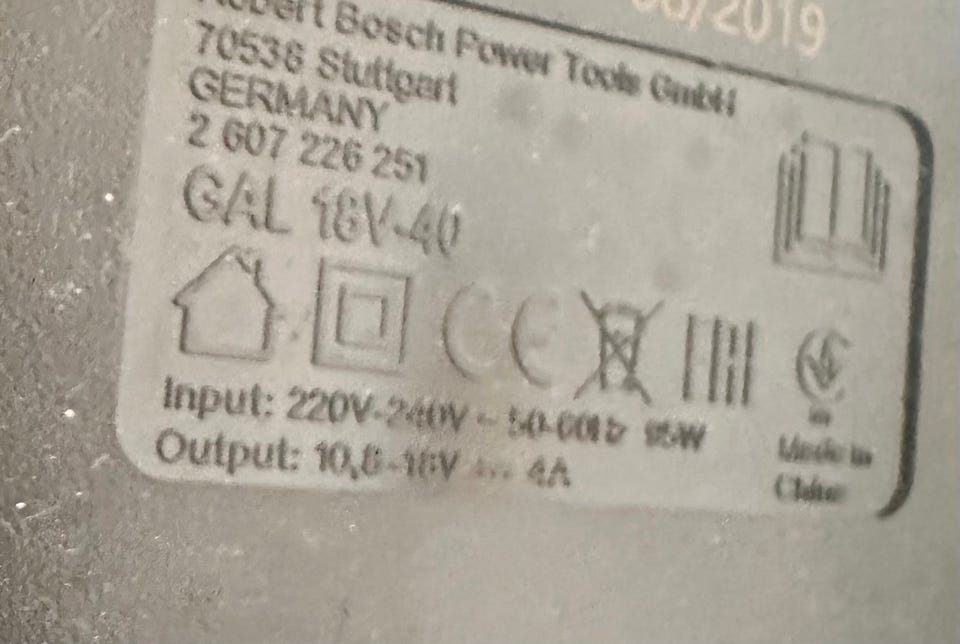 /2019
Robert Bosch Power Tools GmbH
70538 Stuttgart
GERMANY
2 607 226 251
GAL 18V-40
CE
Input: 220V-240V ~ 50-60Hz 95W
Output: 10,8-18V ⎓ 4A
Made in
China